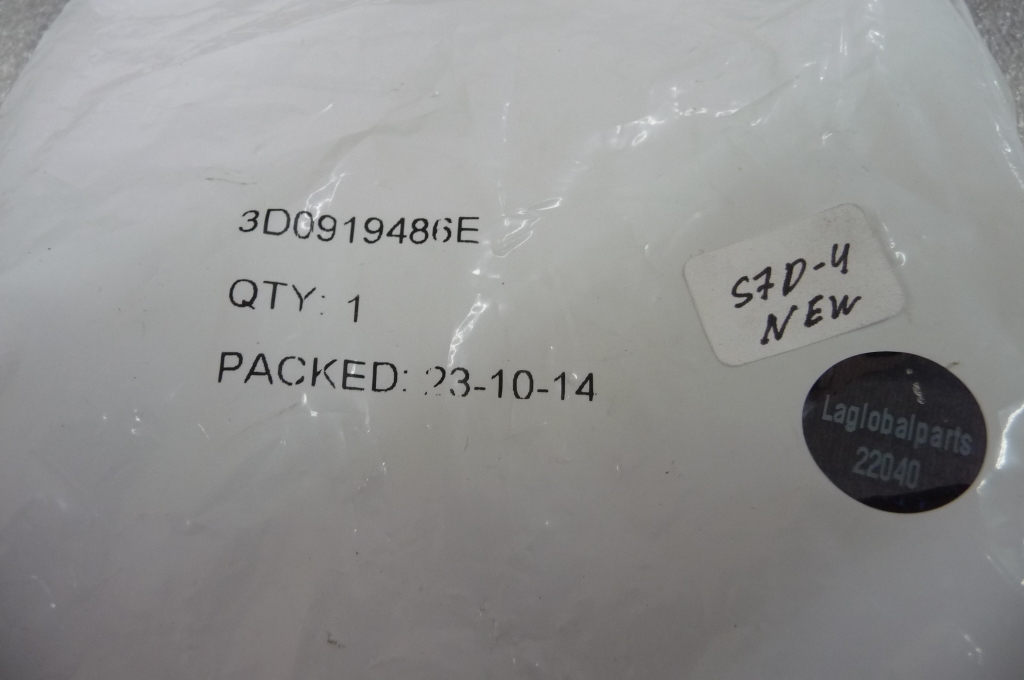 3D0919486E
QTY: 1
PACKED: 23-10-14
S7D-4
NEW
Laglobalparts
22040